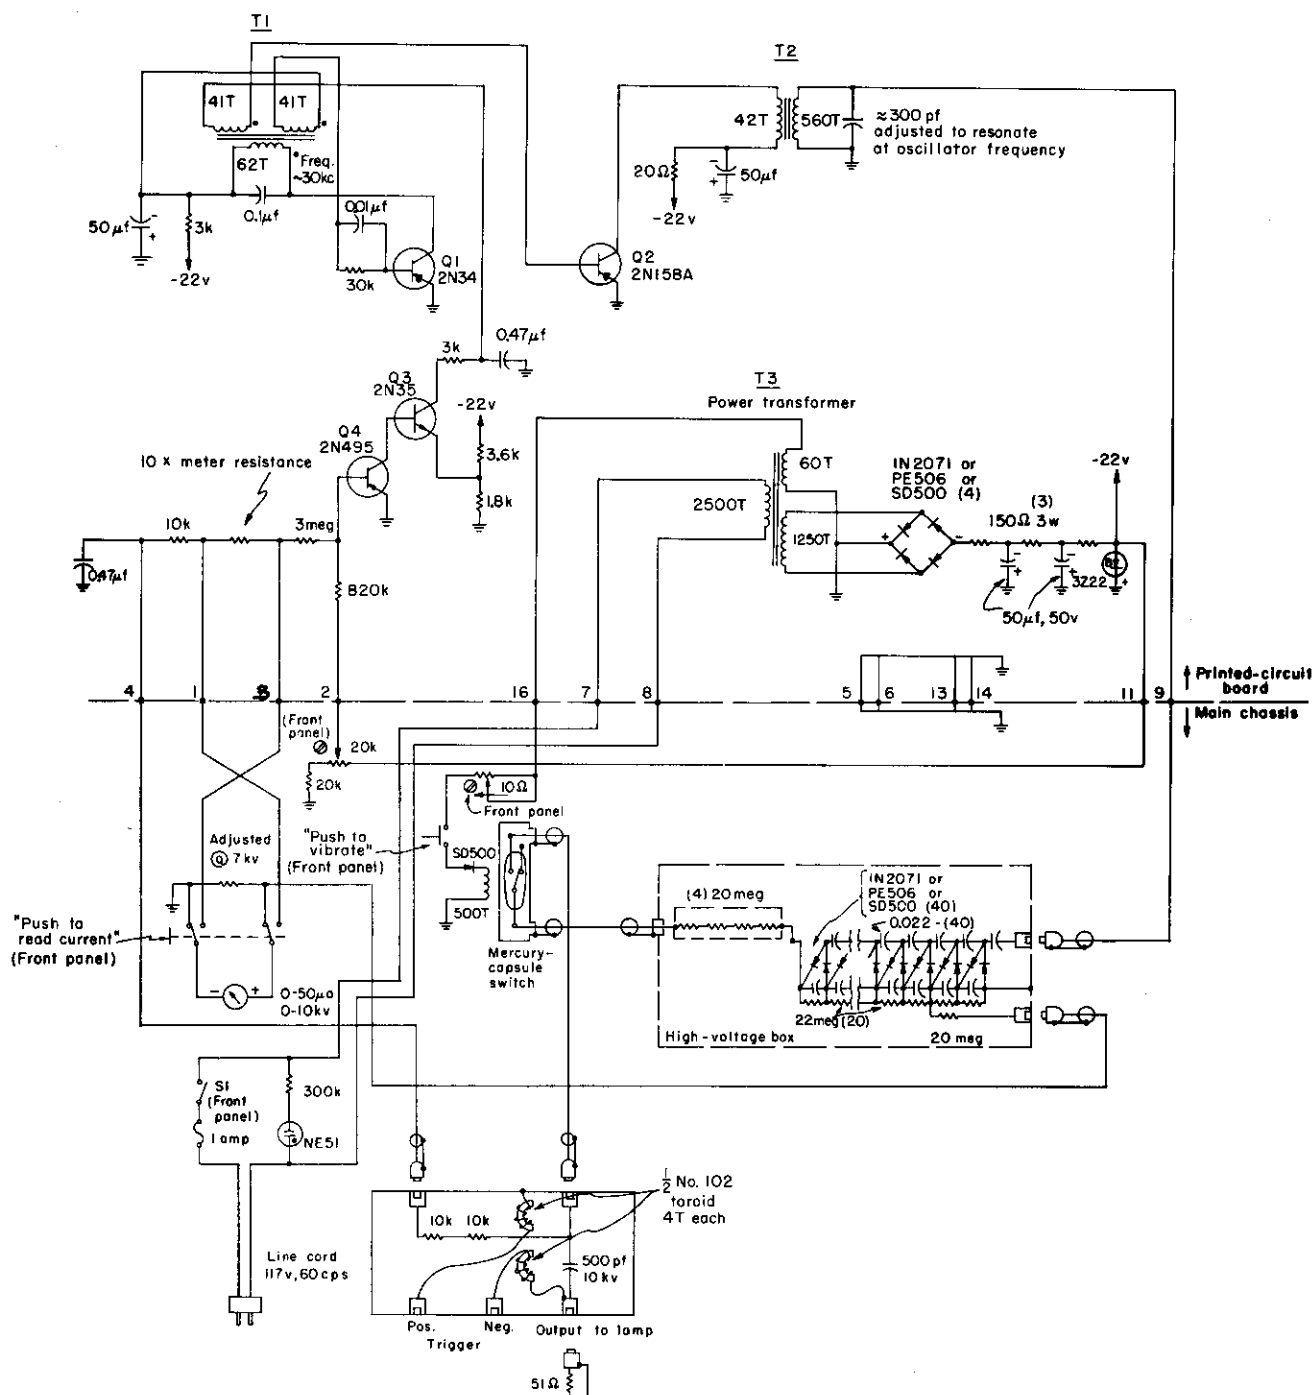 T1
T2
41T
41T
62T
*Freq.
~30kc
0.1µf
.001µf
50µf
-
+
3k
-22v
30k
Q1
2N34
42T
560T
≈300 pf
adjusted to resonate
at oscillator frequency
20Ω
-
+
50µf
-22v
Q2
2N158A
3k
0.47µf
Q3
2N35
-22v
Q4
2N495
3.6k
1.8k
10 x meter resistance
10k
3meg
0.47µf
820k
T3
Power transformer
60T
2500T
1250T
IN2071 or
PE506 or
SD500 (4)
+
-
(3)
150Ω 3w
-22v
-
+
-
+
3Z22
+
50µf, 50v
4
1
3
2
16
7
8
5
6
13
14
11
9
Printed-circuit
board
Main chassis
(Front
panel)
20k
20k
10Ω
Front panel
"Push to
vibrate"
(Front panel)
SD500
500T
Mercury-
capsule
switch
Adjusted
@ 7kv
"Push to
read current"
(Front panel)
-
+
0-50µa
0-10kv
(4) 20 meg
IN2071 or
PE506 or
SD500 (40)
0.022-(40)
22meg (20)
High-voltage box
20 meg
S1
(Front
panel)
1 amp
300k
NE51
Line cord
117v, 60cps
10k
10k
½ No. 102
toroid
4T each
500pf
10kv
Pos.
Neg.
Trigger
Output to lamp
51Ω